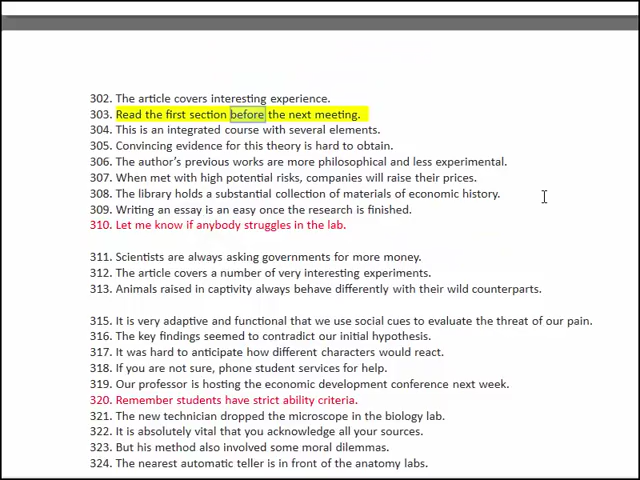 302. The article covers interesting experience.
303. Read the first section before the next meeting.
304. This is an integrated course with several elements.
305. Convincing evidence for this theory is hard to obtain.
306. The author's previous works are more philosophical and less experimental.
307. When met with high potential risks, companies will raise their prices.
308. The library holds a substantial collection of materials of economic history.
309. Writing an essay is an easy once the research is finished.
310. Let me know if anybody struggles in the lab.
311. Scientists are always asking governments for more money.
312. The article covers a number of very interesting experiments.
313. Animals raised in captivity always behave differently with their wild counterparts.
315. It is very adaptive and functional that we use social cues to evaluate the threat of our pain.
316. The key findings seemed to contradict our initial hypothesis.
317. It was hard to anticipate how different characters would react.
318. If you are not sure, phone student services for help.
319. Our professor is hosting the economic development conference next week.
320. Remember students have strict ability criteria.
321. The new technician dropped the microscope in the biology lab.
322. It is absolutely vital that you acknowledge all your sources.
323. But his method also involved some moral dilemmas.
324. The nearest automatic teller is in front of the anatomy labs.